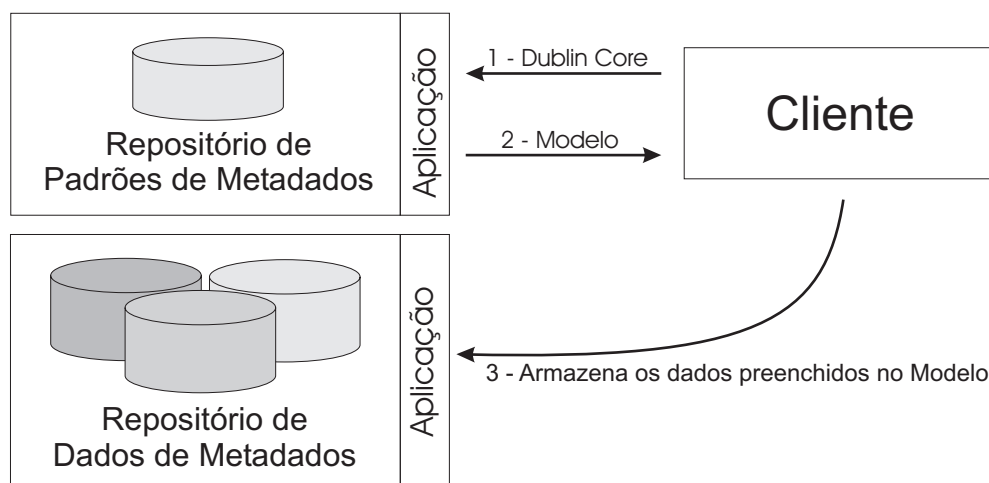 Repositório de
Padrões de Metadados
Aplicação
1 - Dublin Core
2 - Modelo
Cliente
Repositório de
Dados de Metadados
Aplicação
3 - Armazena os dados preenchidos no Modelo